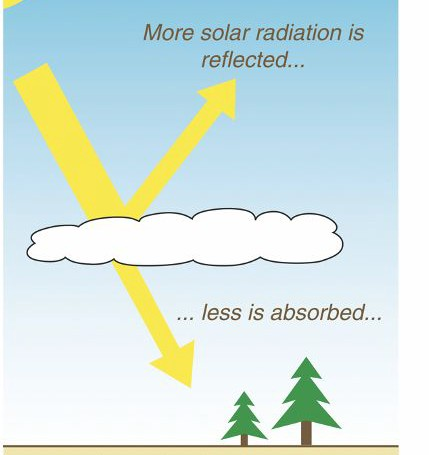 More solar radiation is
reflected...
... less is absorbed...